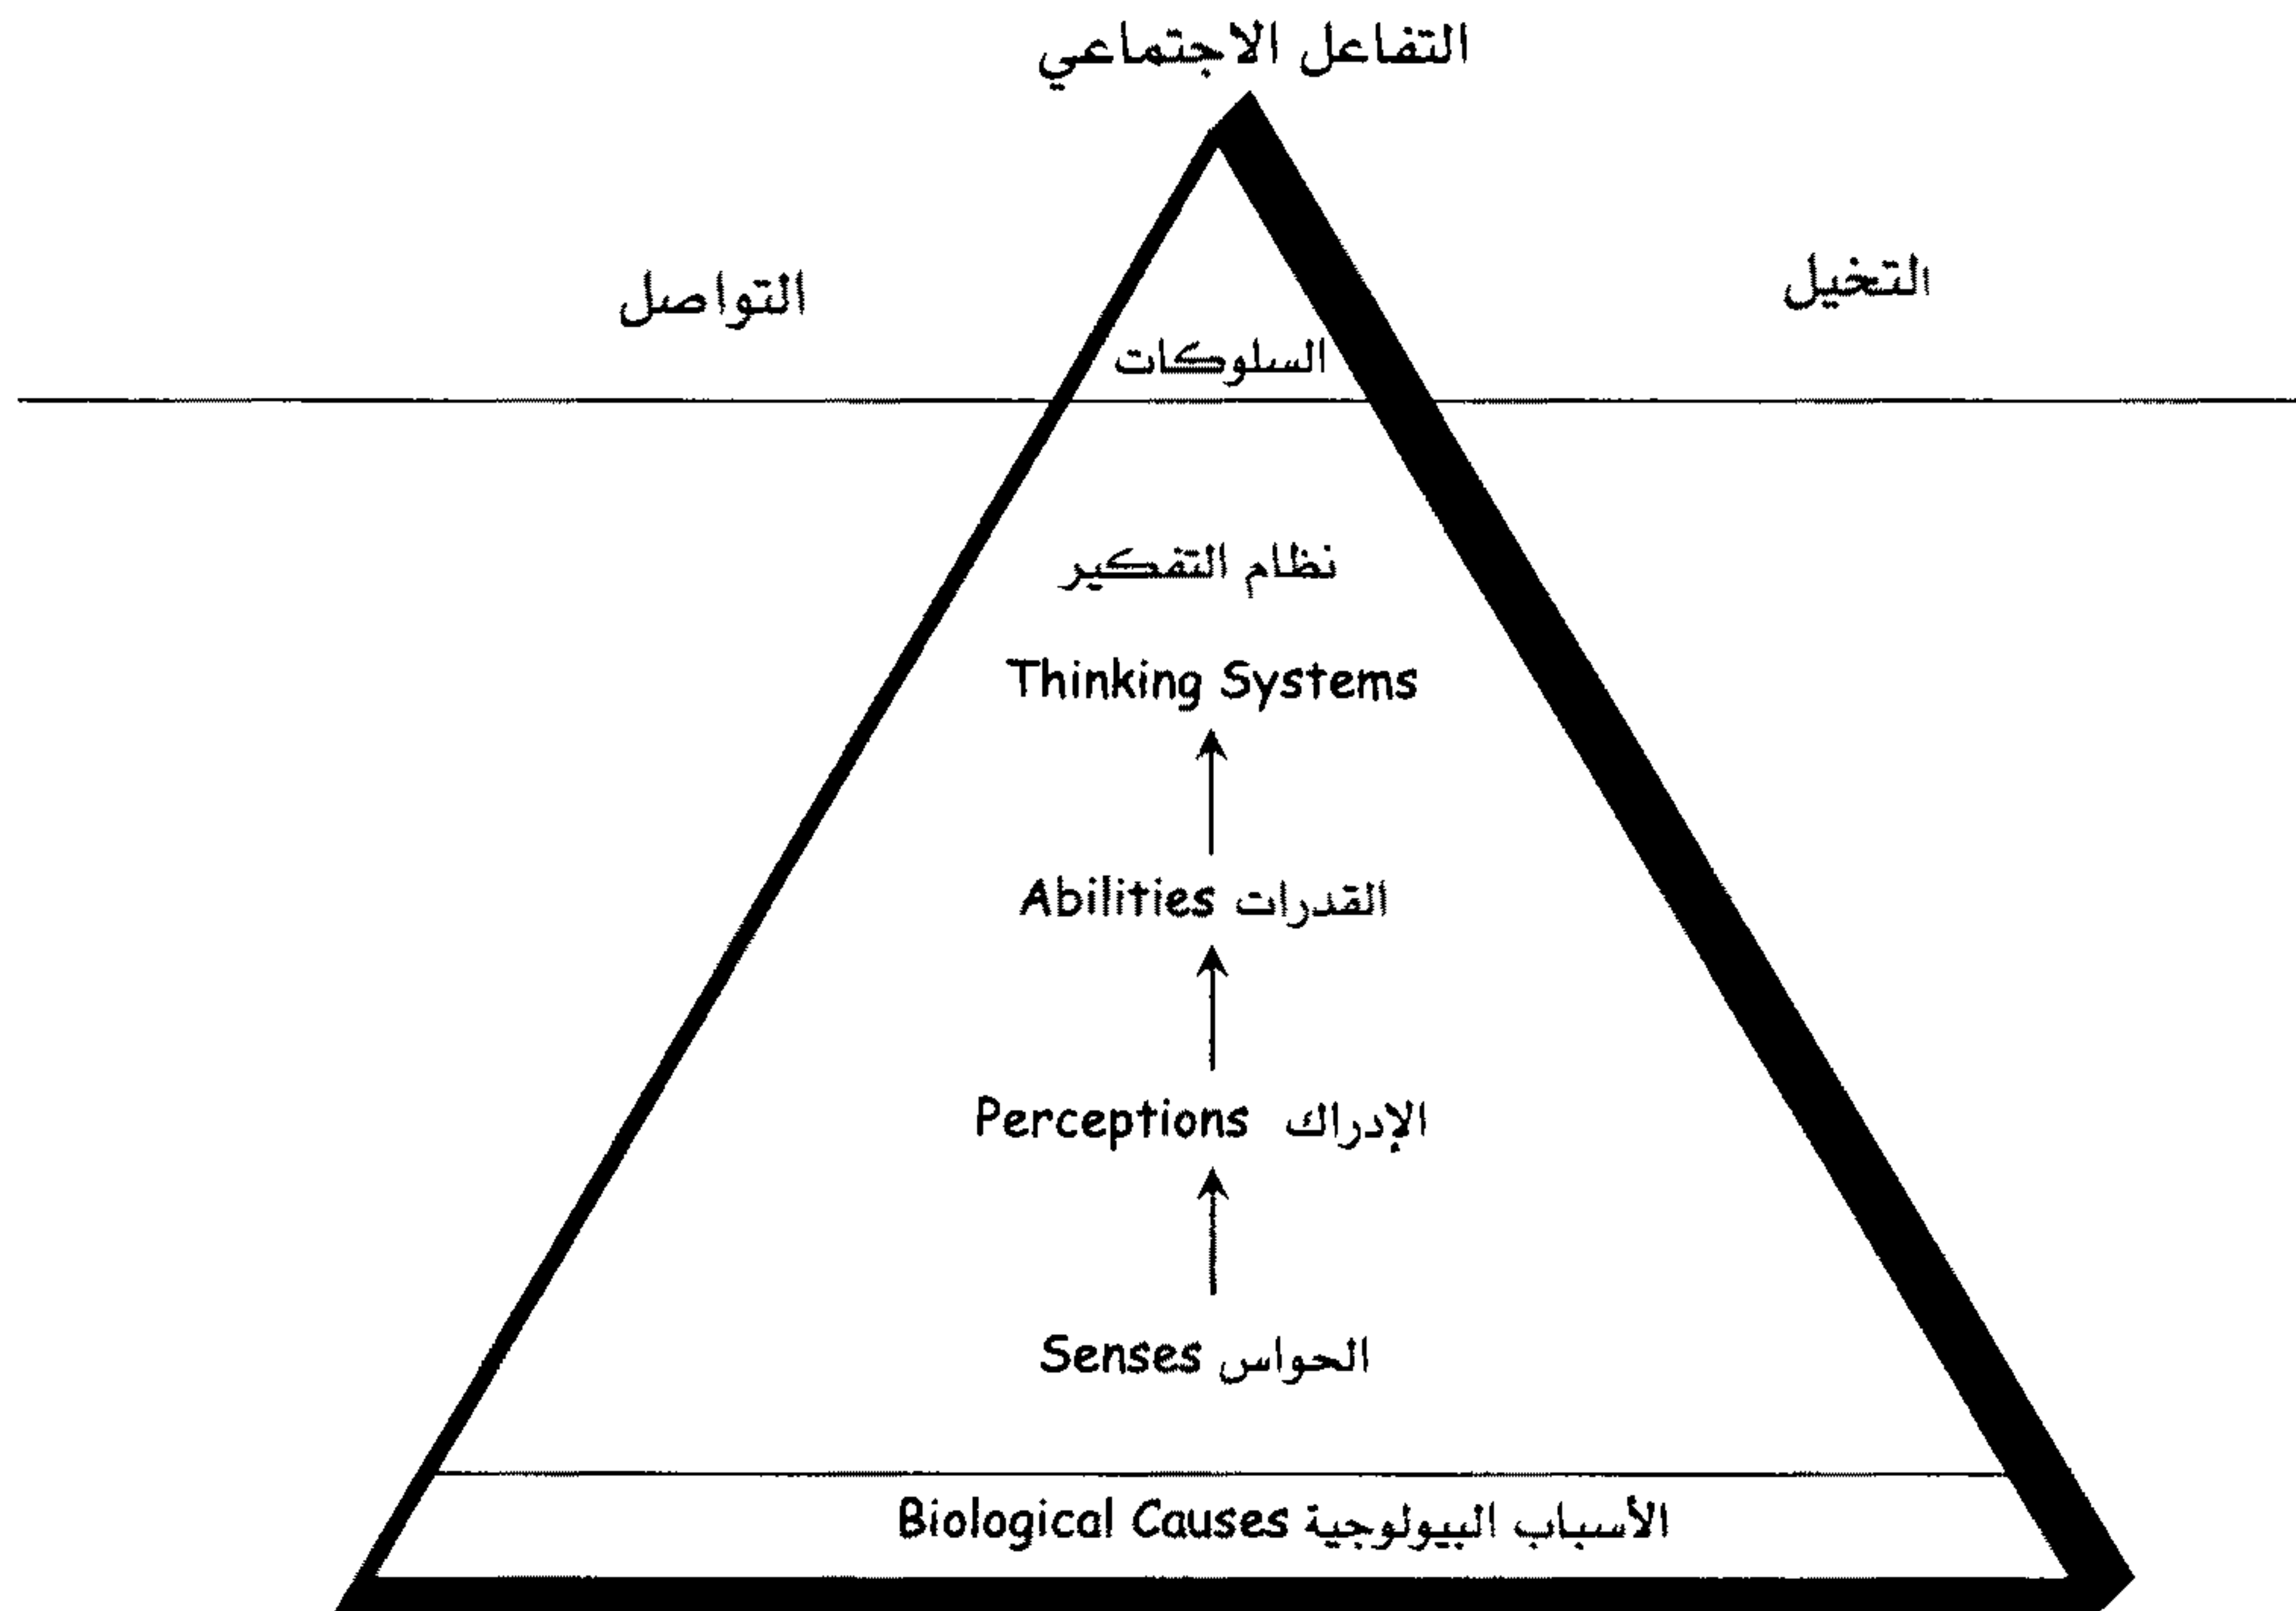 التفاعل الاجتماعي
التخيل
التواصل
السلوكات
نظام التفكير
Thinking Systems
القدرات Abilities
الإدراك Perceptions
الحواس Senses
الأسباب البيولوجية Biological Causes